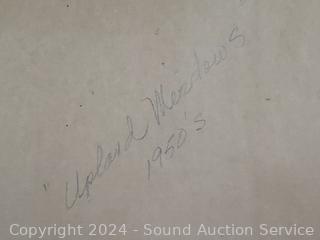 "Upland Meadows
1950's
Copyright 2024 - Sound Auction Service